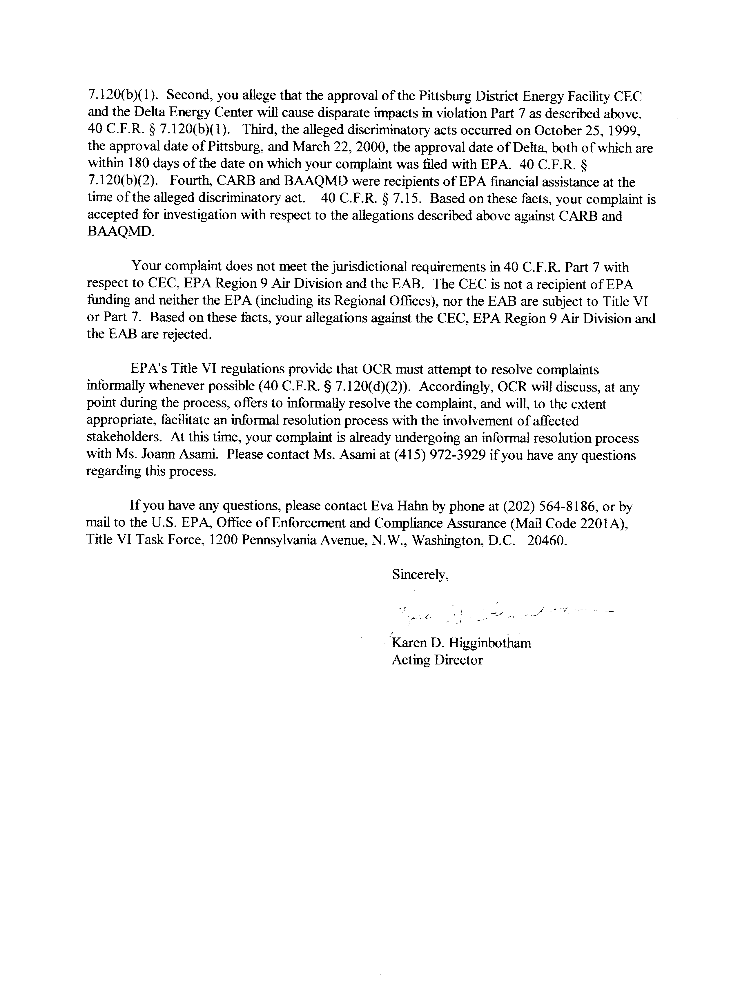 7.120(b)(1). Second, you allege that the approval of the Pittsburg District Energy Facility CEC
and the Delta Energy Center will cause disparate impacts in violation Part 7 as described above.
40 C.F.R. § 7.120(b)(1). Third, the alleged discriminatory acts occurred on October 25, 1999,
the approval date of Pittsburg, and March 22, 2000, the approval date of Delta, both of which are
within 180 days of the date on which your complaint was filed with EPA. 40 C.F.R. §
7.120(b)(2). Fourth, CARB and BAAQMD were recipients of EPA financial assistance at the
time of the alleged discriminatory act. 40 C.F.R. § 7.15. Based on these facts, your complaint is
accepted for investigation with respect to the allegations described above against CARB and
BAAQMD.
Your complaint does not meet the jurisdictional requirements in 40 C.F.R. Part 7 with
respect to CEC, EPA Region 9 Air Division and the EAB. The CEC is not a recipient of EPA
funding and neither the EPA (including its Regional Offices), nor the EAB are subject to Title VI
or Part 7. Based on these facts, your allegations against the CEC, EPA Region 9 Air Division and
the EAB are rejected.
EPA's Title VI regulations provide that OCR must attempt to resolve complaints
informally whenever possible (40 C.F.R. § 7.120(d)(2)). Accordingly, OCR will discuss, at any
point during the process, offers to informally resolve the complaint, and will, to the extent
appropriate, facilitate an informal resolution process with the involvement of affected
stakeholders. At this time, your complaint is already undergoing an informal resolution process
with Ms. Joann Asami. Please contact Ms. Asami at (415) 972-3929 if you have any questions
regarding this process.
If you have any questions, please contact Eva Hahn by phone at (202) 564-8186, or by
mail to the U.S. EPA, Office of Enforcement and Compliance Assurance (Mail Code 2201A),
Title VI Task Force, 1200 Pennsylvania Avenue, N.W., Washington, D.C. 20460.
Sincerely,
Karen D. Higginbotham
Acting Director